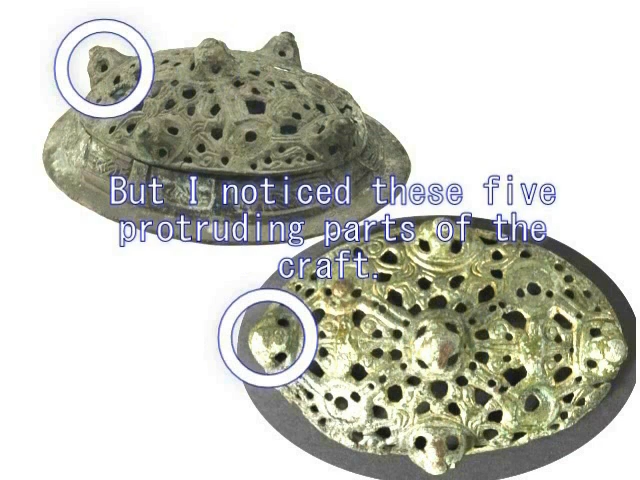 But I noticed these five
protruding parts of the
craft.